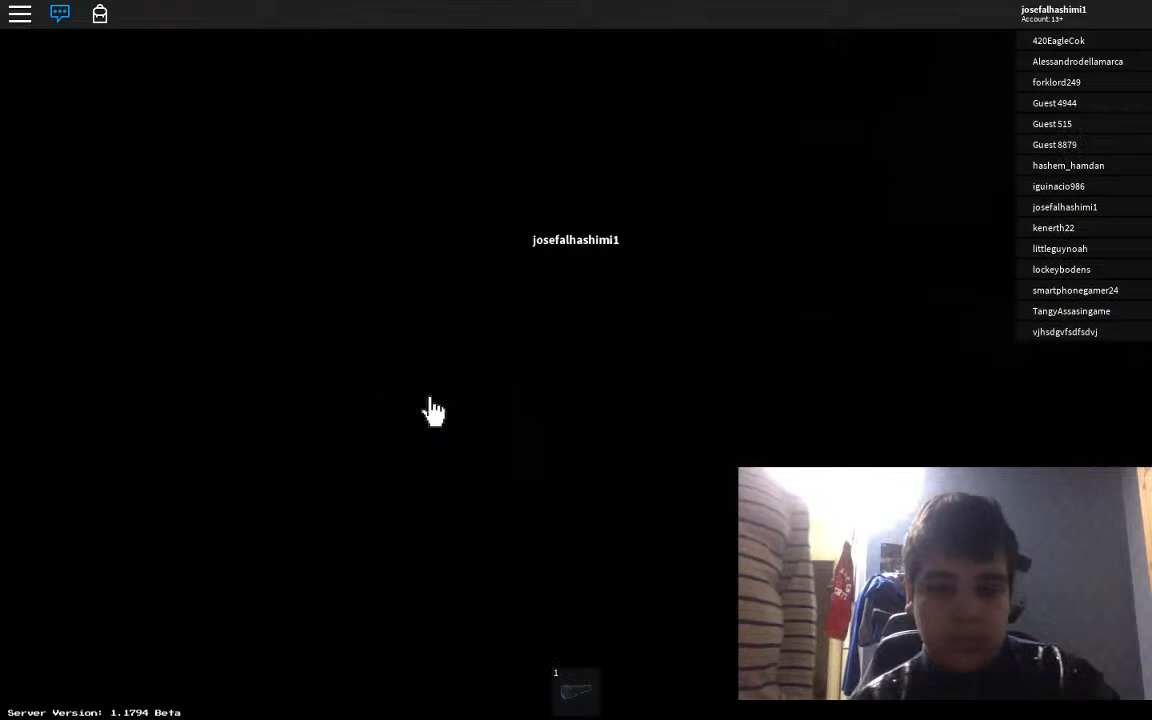 josefalhashimi1
Account: 13+
420EagleCok
Alessandrodellamarca
forklord249
Guest 4944
Guest 515
Guest 8879
hashem_hamdan
iguinacio986
josefalhashimi1
kenerth22
littleguynoah
lockeybodens
smartphonegamer24
TangyAssasingame
vjhsdgvfsdfsdvj
josefalhashimi1
1
Server Version: 1.1794 Beta